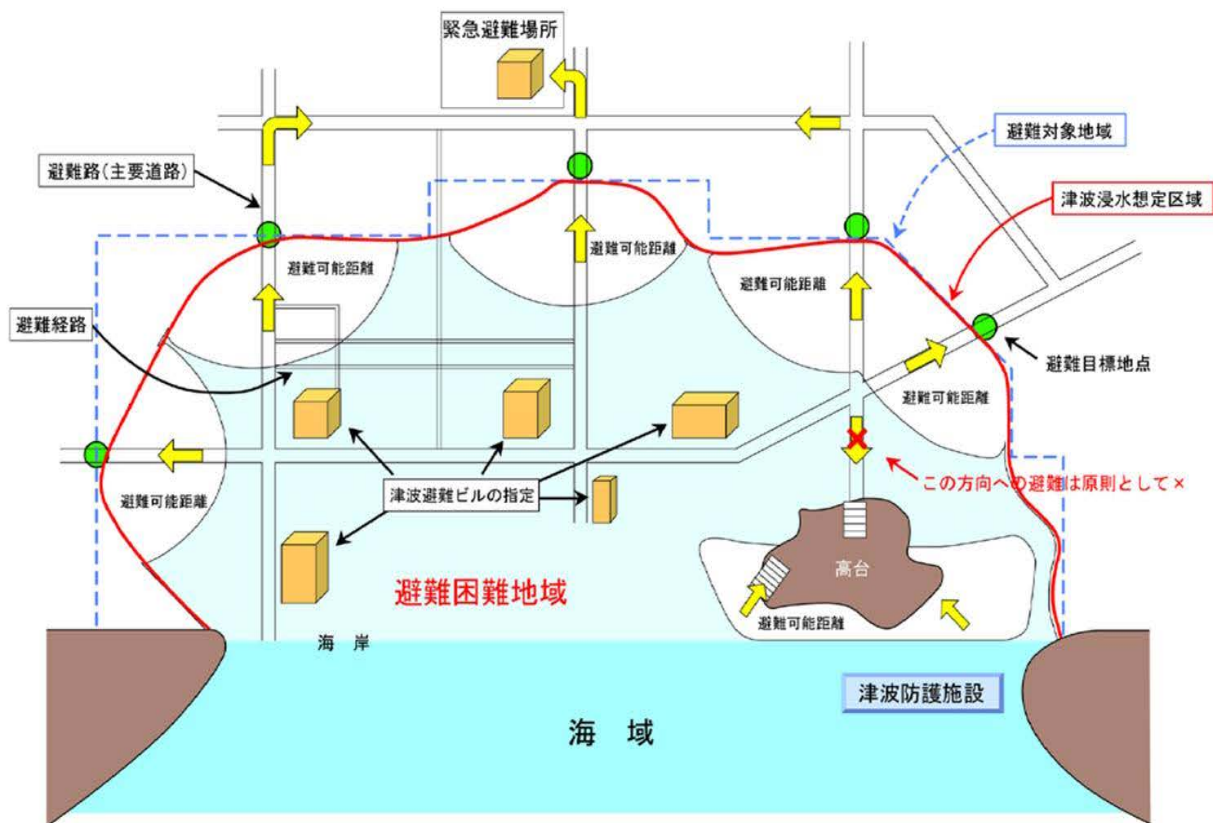 緊急避難場所
避難対象地域
避難路(主要道路)
津波浸水想定区域
避難可能距離
避難可能距離
避難可能距離
避難経路
避難目標地点
避難可能距離
この方向への避難は原則として×
避難可能距離
津波避難ビルの指定
高台
避難困難地域
避難可能距離
海 岸
津波防護施設
海 域